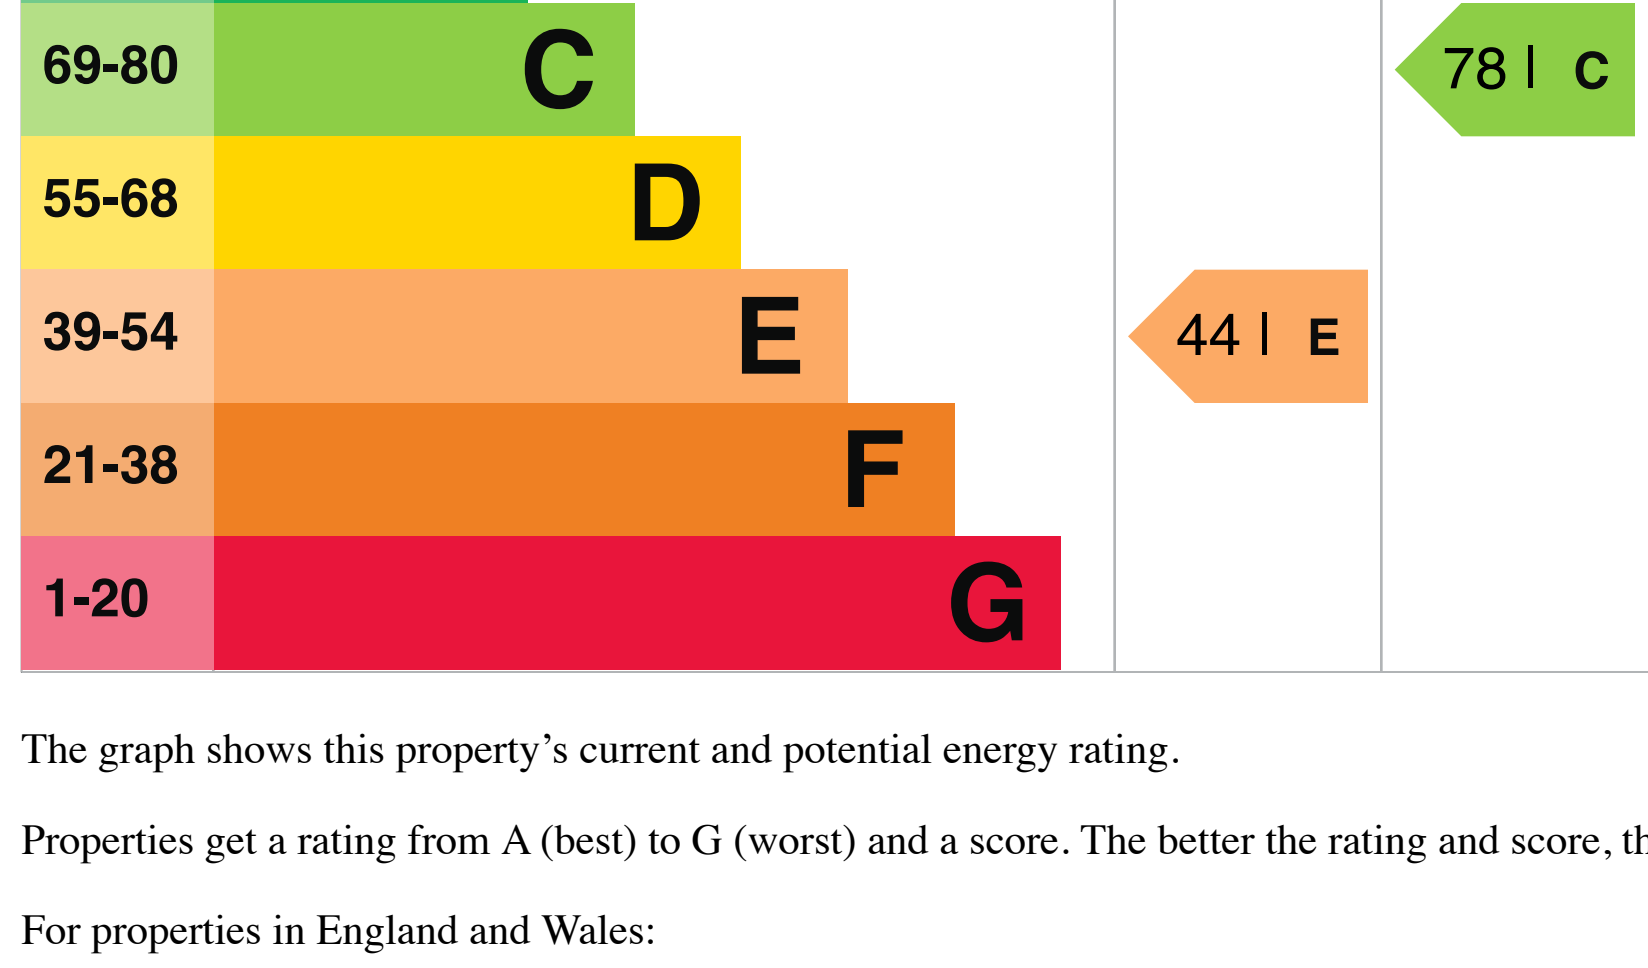 69-80 C 78 | C
55-68 D
39-54 E 44 | E
21-38 F
1-20 G
The graph shows this property’s current and potential energy rating.
Properties get a rating from A (best) to G (worst) and a score. The better the rating and score,
For properties in England and Wales: